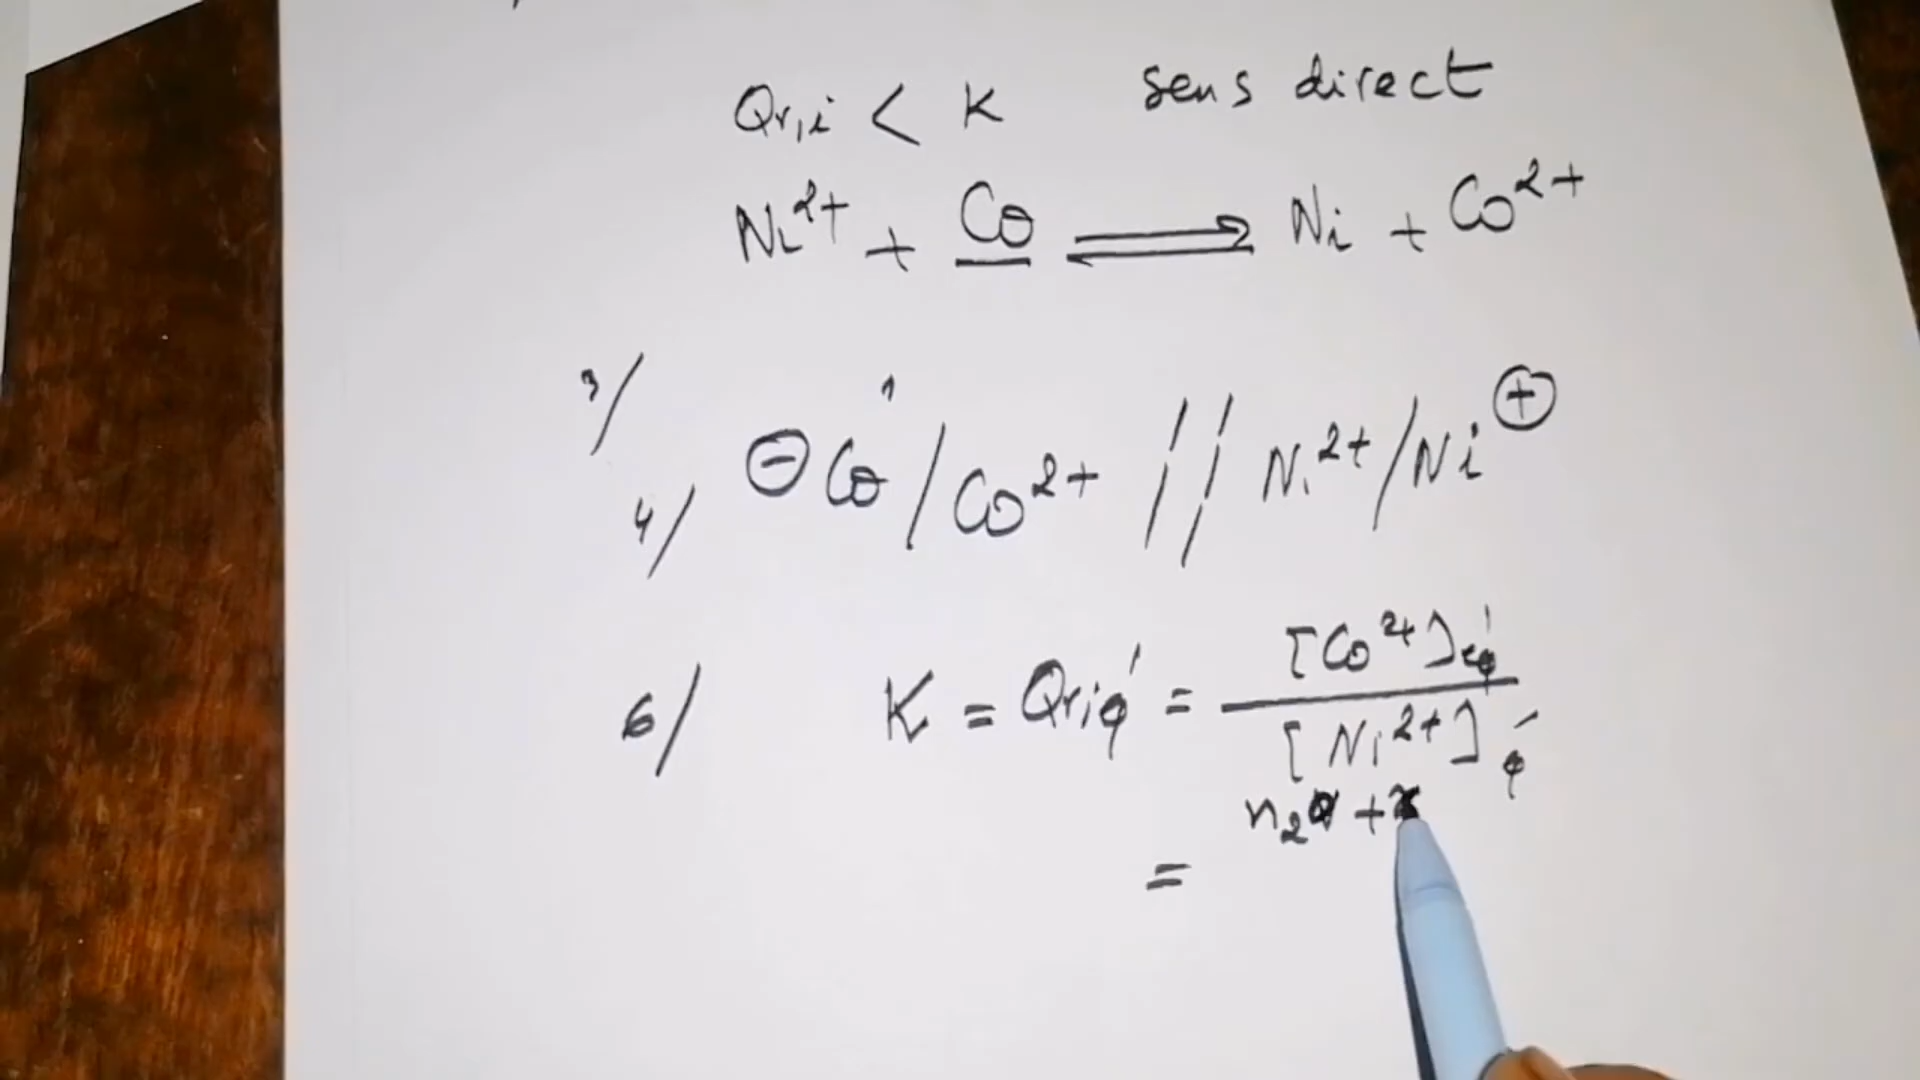 Qr,i < K sens direct
Ni²⁺ + Co ⇌ Ni + Co²⁺
3/
4/ ⊖ Co / Co²⁺ // Ni²⁺ / Ni ⊕
6/ K = Qr,éq = [Co²⁺]éq / [Ni²⁺]éq
= n₂ + x